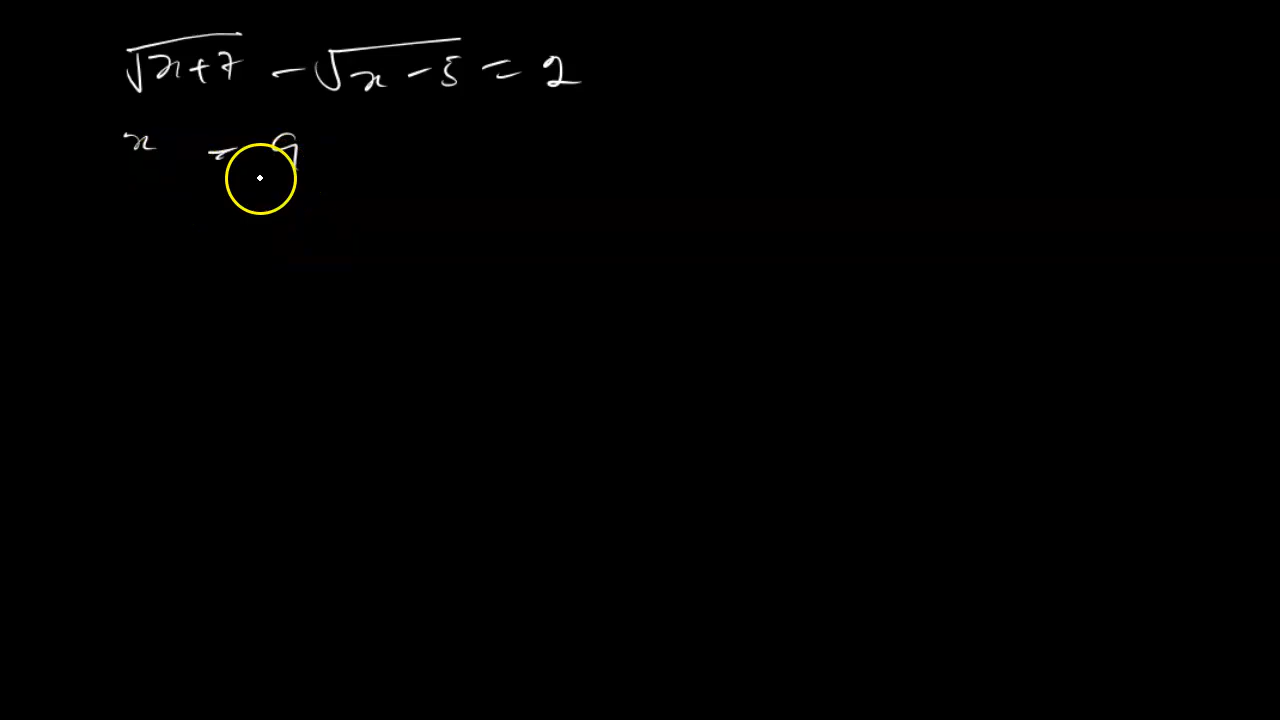 √(x+7) - √(x-5) = 2
x = 9